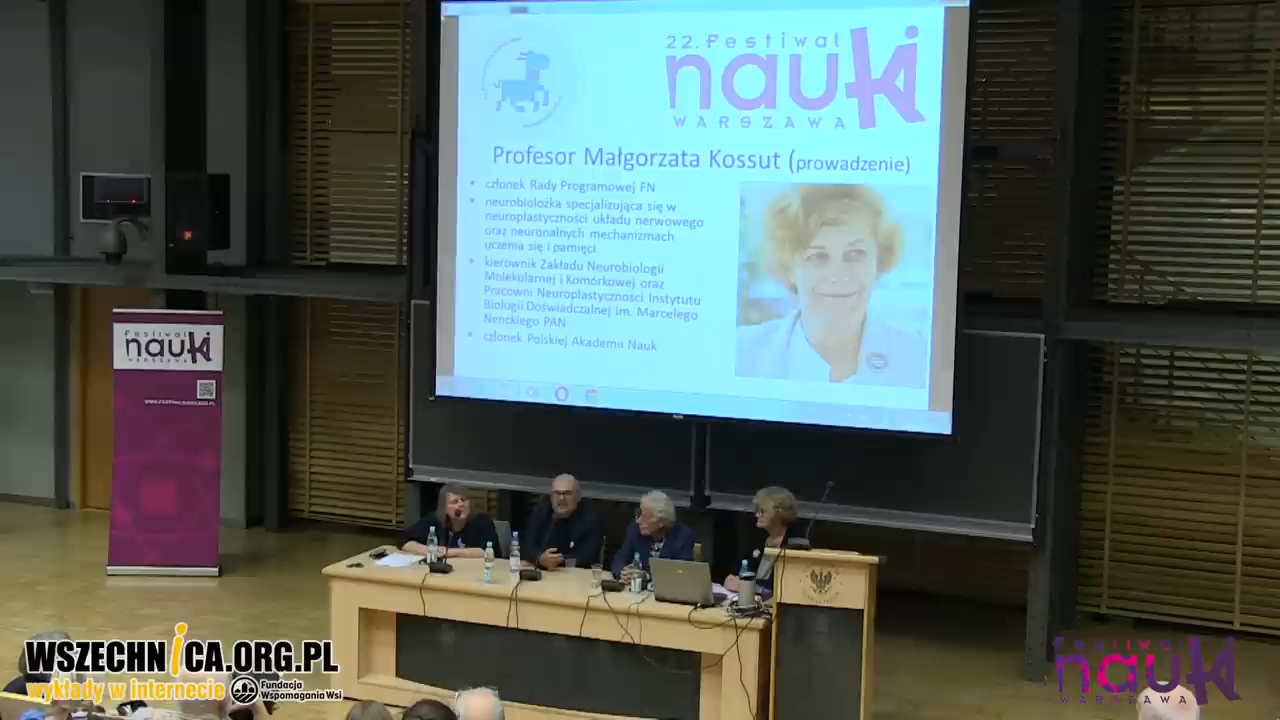 22. Festiwal
nauki
WARSZAWA
Profesor Małgorzata Kossut (prowadzenie)
• członek Rady Programowej FN
• neurobiolożka specjalizująca się w
neuroplastyczności układu nerwowego
oraz neuronalnych mechanizmach
uczenia się i pamięci
• kierownik Zakładu Neurobiologii
Molekularnej i Komórkowej oraz
Pracowni Neuroplastyczności Instytutu
Biologii Doświadczalnej im. Marcelego
Nenckiego PAN
• członek Polskiej Akademii Nauk
Festiwal
nauki
WARSZAWA
WSZECHNICA.ORG.PL
wykłady w internecie
Fundacja
Wspomagania Wsi
Festiwal
nauki
WARSZAWA